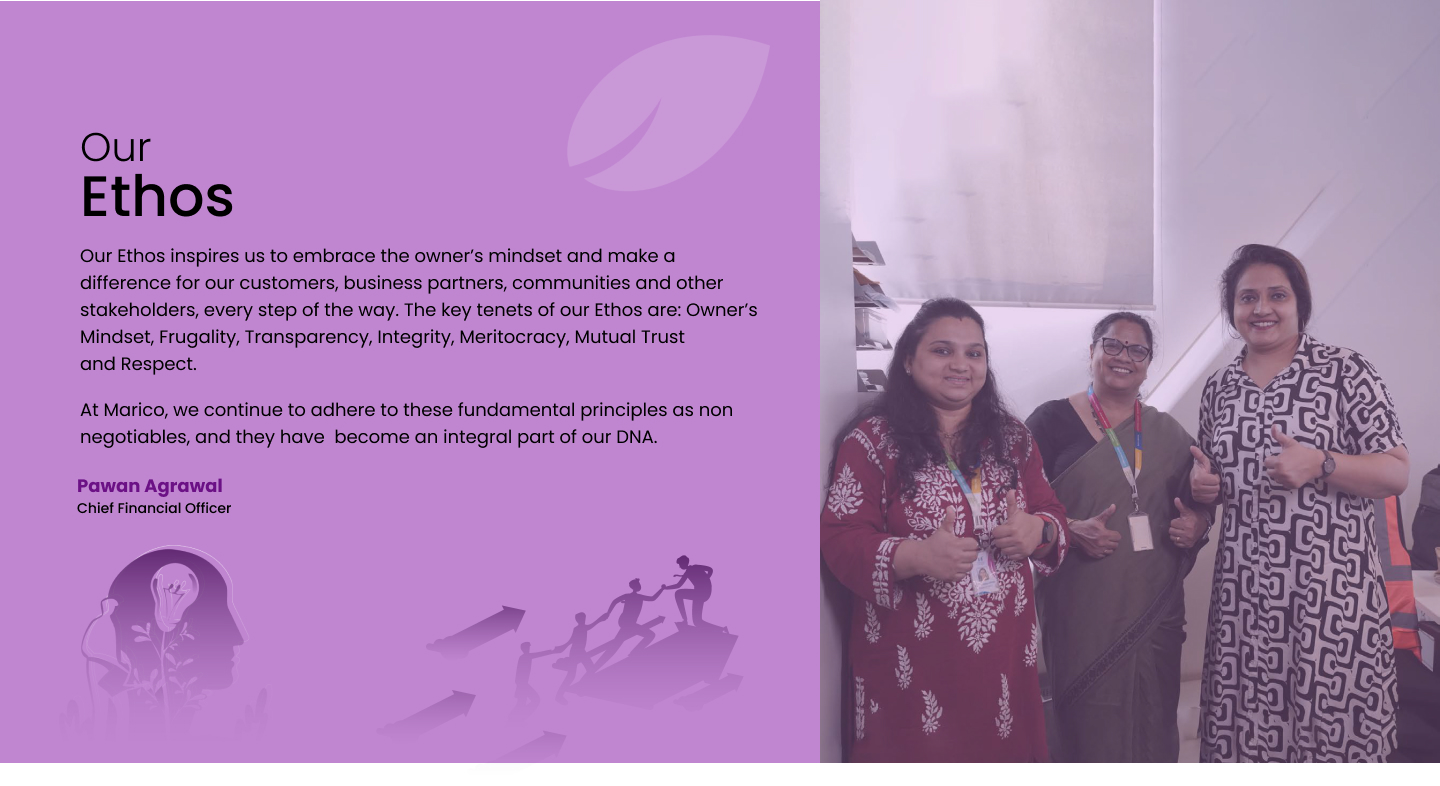 Our
Ethos
Our Ethos inspires us to embrace the owner’s mindset and make a
difference for our customers, business partners, communities and other
stakeholders, every step of the way. The key tenets of our Ethos are: Owner’s
Mindset, Frugality, Transparency, Integrity, Meritocracy, Mutual Trust
and Respect.
At Marico, we continue to adhere to these fundamental principles as non
negotiables, and they have  become an integral part of our DNA.
Pawan Agrawal
Chief Financial Officer